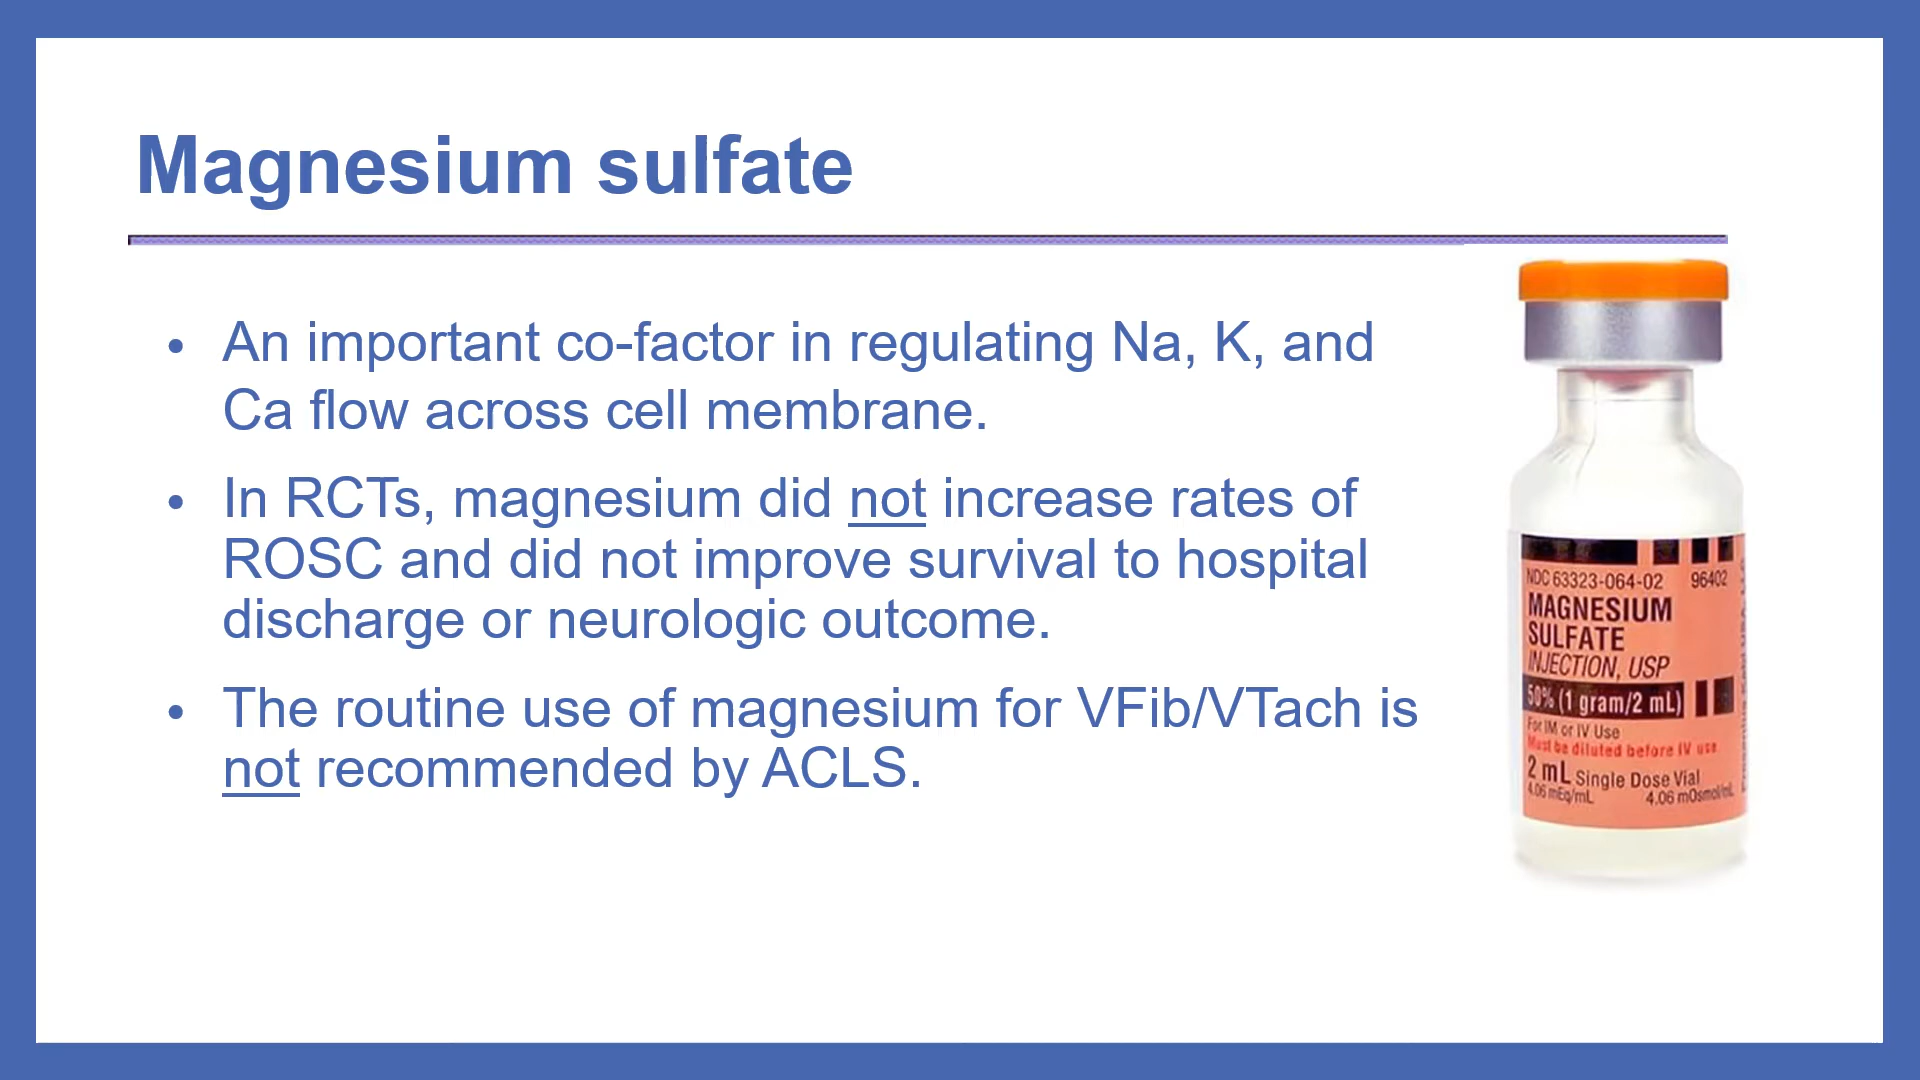 Magnesium sulfate
• An important co-factor in regulating Na, K, and
Ca flow across cell membrane.
• In RCTs, magnesium did not increase rates of
ROSC and did not improve survival to hospital
discharge or neurologic outcome.
• The routine use of magnesium for VFib/VTach is
not recommended by ACLS.
NDC 63323-064-02 96402
MAGNESIUM
SULFATE
INJECTION, USP
50% (1 gram/2 mL)
For IM or IV Use
Must be diluted before IV use
2 mL Single Dose Vial
4.06 mEq/mL 4.06 mOsmol/mL